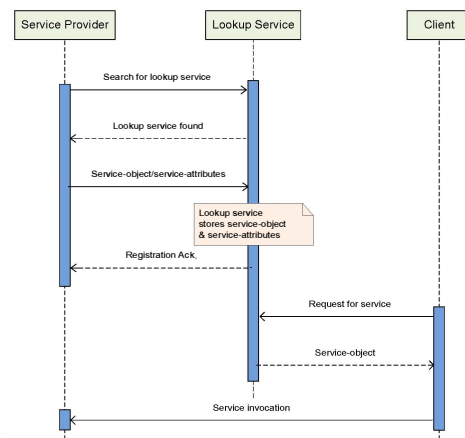 Service Provider
Lookup Service
Client
Search for lookup service
Lookup service found
Service-object/service-attributes
Lookup service
stores service-object
& service-attributes
Registration Ack.
Request for service
Service-object
Service invocation